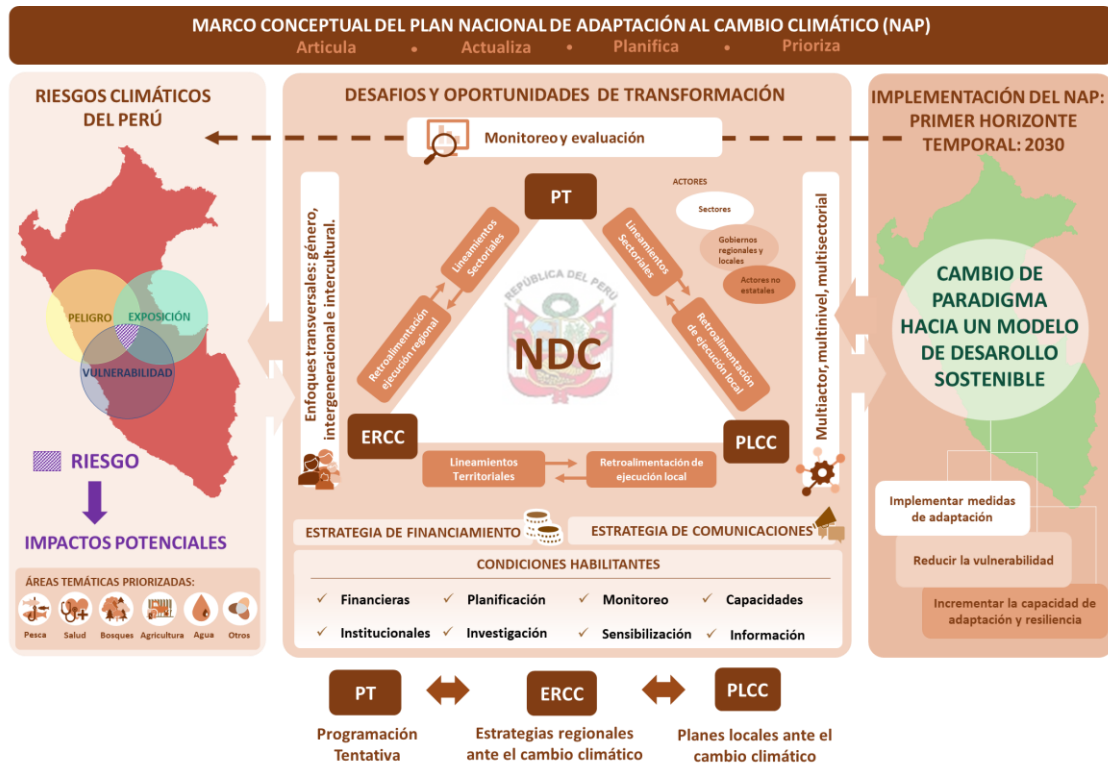 MARCO CONCEPTUAL DEL PLAN NACIONAL DE ADAPTACIÓN AL CAMBIO CLIMÁTICO (NAP)
Articula • Actualiza • Planifica • Prioriza
RIESGOS CLIMÁTICOS
DEL PERÚ
PELIGRO
EXPOSICIÓN
VULNERABILIDAD
RIESGO
IMPACTOS POTENCIALES
ÁREAS TEMÁTICAS PRIORIZADAS:
Pesca
Salud
Bosques
Agricultura
Agua
Otros
DESAFIOS Y OPORTUNIDADES DE TRANSFORMACIÓN
Monitoreo y evaluación
Enfoques transversales: género,
intergeneracional e intercultural.
PT
ACTORES
Sectores
Gobiernos
regionales y
locales
Actores no
estatales
Lineamientos
Sectoriales
Retroalimentación
ejecución regional
Lineamientos
Sectoriales
Retroalimentación
de ejecución local
REPÚBLICA DEL PERÚ
NDC
ERCC
PLCC
Lineamientos
Territoriales
Retroalimentación de
ejecución local
Multiactor, multinivel, multisectorial
ESTRATEGIA DE FINANCIAMIENTO
ESTRATEGIA DE COMUNICACIONES
CONDICIONES HABILITANTES
✓ Financieras
✓ Planificación
✓ Monitoreo
✓ Capacidades
✓ Institucionales
✓ Investigación
✓ Sensibilización
✓ Información
IMPLEMENTACIÓN DEL NAP:
PRIMER HORIZONTE
TEMPORAL: 2030
CAMBIO DE
PARADIGMA
HACIA UN MODELO
DE DESAROLLO
SOSTENIBLE
Implementar medidas
de adaptación
Reducir la vulnerabilidad
Incrementar la capacidad de
adaptación y resiliencia
PT
ERCC
PLCC
Programación
Tentativa
Estrategias regionales
ante el cambio climático
Planes locales ante el
cambio climático